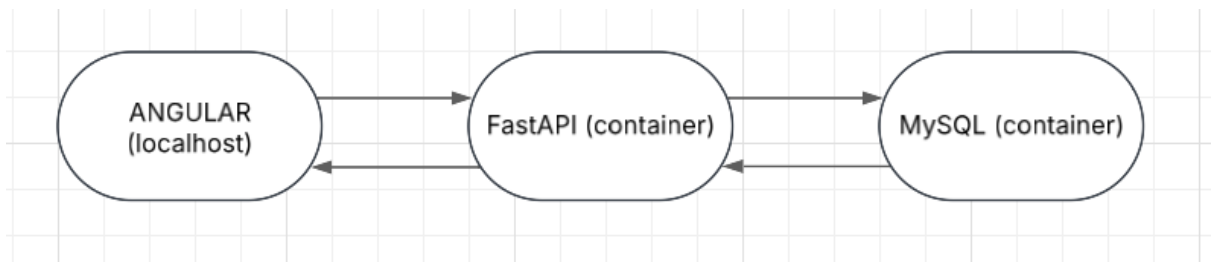 ANGULAR
(localhost)
FastAPI (container)
MySQL (container)